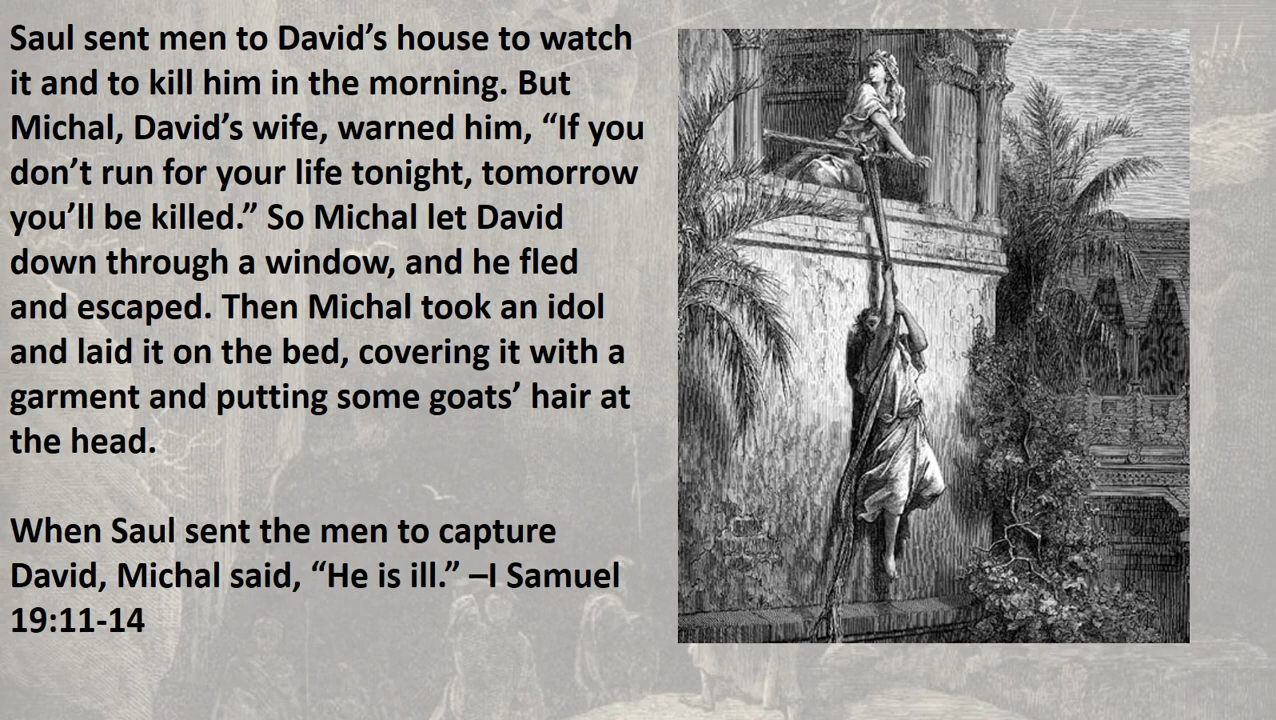 Saul sent men to David’s house to watch
it and to kill him in the morning. But
Michal, David’s wife, warned him, “If you
don’t run for your life tonight, tomorrow
you’ll be killed.” So Michal let David
down through a window, and he fled
and escaped. Then Michal took an idol
and laid it on the bed, covering it with a
garment and putting some goats’ hair at
the head.
When Saul sent the men to capture
David, Michal said, “He is ill.” –I Samuel
19:11-14